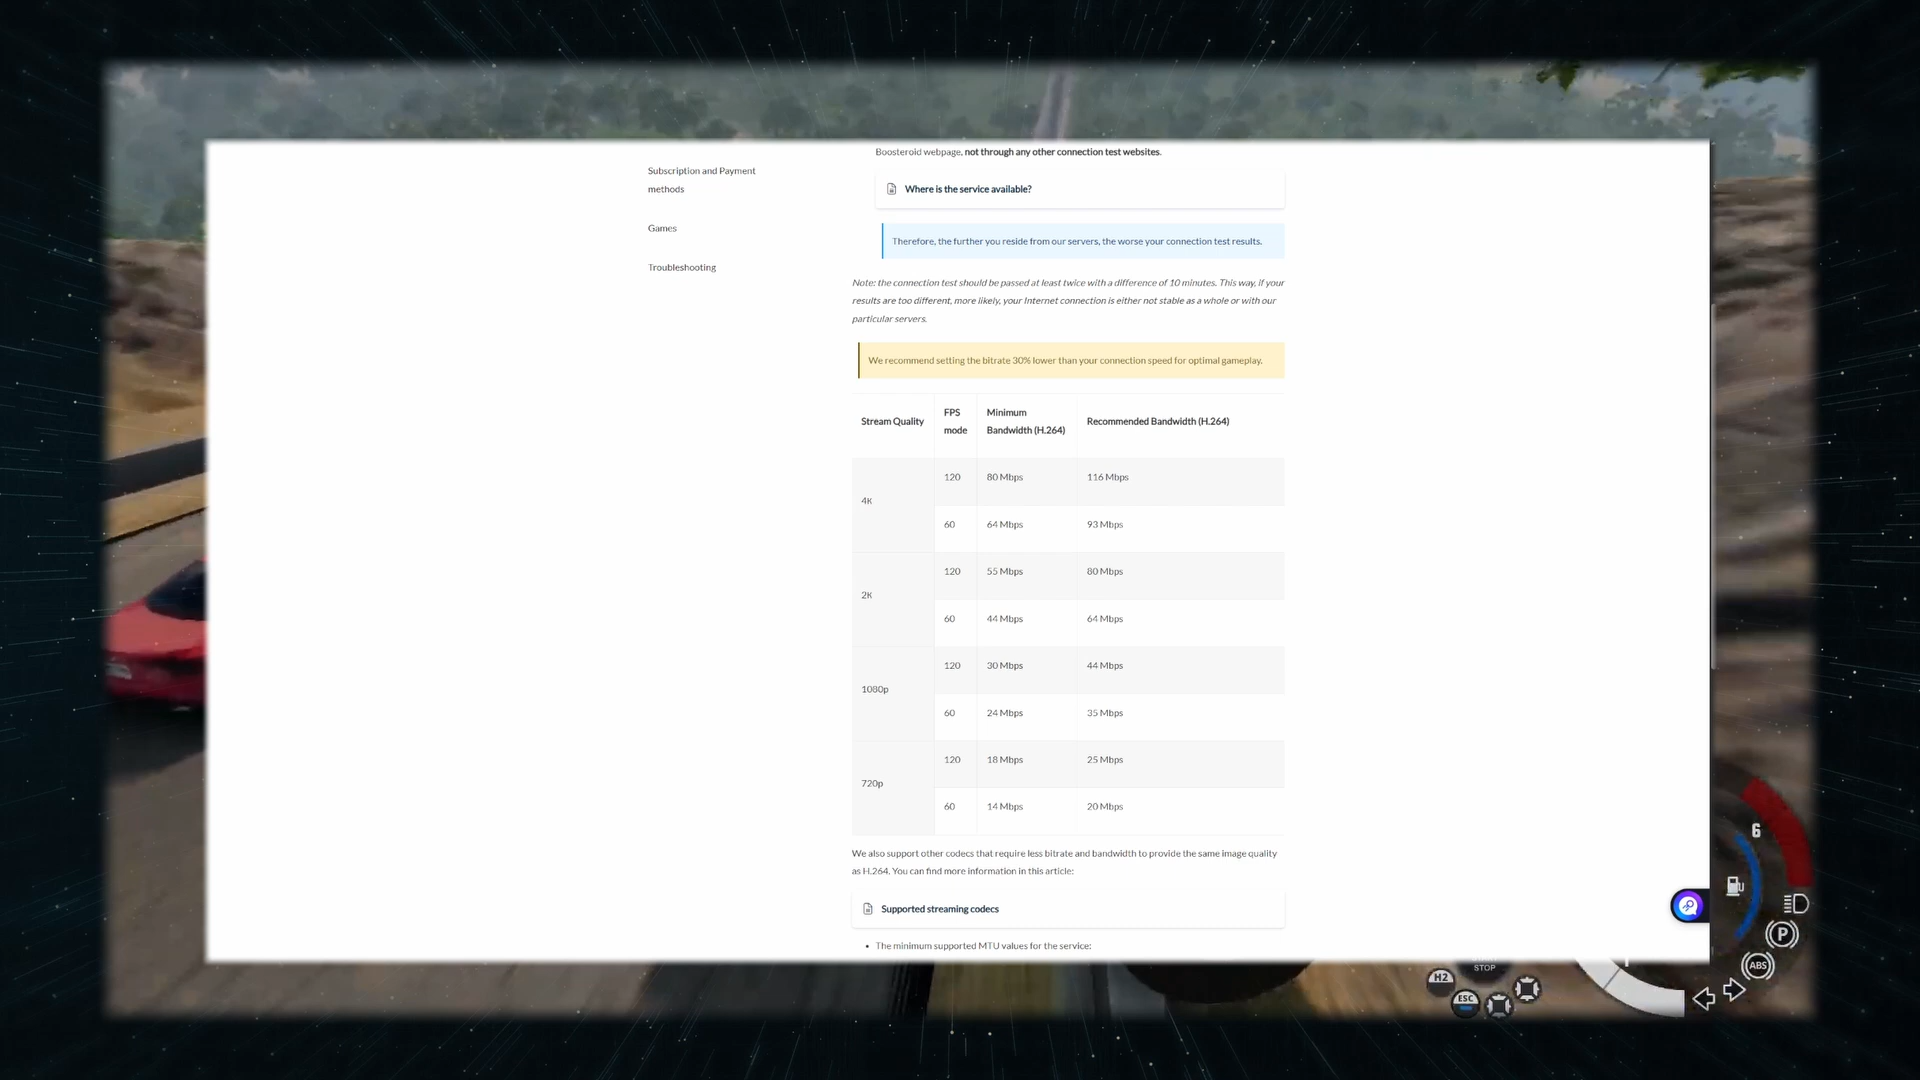 Boosteroid webpage, not through any other connection test websites.
Subscription and Payment
methods
Where is the service available?
Games
Therefore, the further you reside from our servers, the worse your connection test results.
Troubleshooting
Note: the connection test should be passed at least twice with a difference of 10 minutes. This way, if your
results are too different, more likely, your Internet connection is either not stable as a whole or with our
particular servers.
We recommend setting the bitrate 30% lower than your connection speed for optimal gameplay.
Stream Quality FPS mode Minimum Bandwidth (H.264) Recommended Bandwidth (H.264)
4K
120 80 Mbps 116 Mbps
60 64 Mbps 93 Mbps
2K
120 55 Mbps 80 Mbps
60 44 Mbps 64 Mbps
1080p
120 30 Mbps 44 Mbps
60 24 Mbps 35 Mbps
720p
120 18 Mbps 25 Mbps
60 14 Mbps 20 Mbps
We also support other codecs that require less bitrate and bandwidth to provide the same image quality
as H.264. You can find more information in this article:
Supported streaming codecs
• The minimum supported MTU values for the service:
6
P
ABS
STOP
H2
ESC